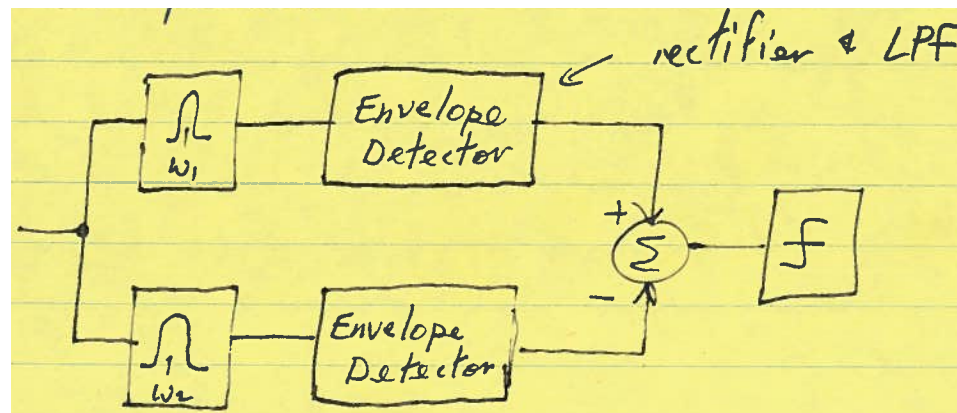 rectifier & LPF
Envelope
Detector
ω₁
+
Σ
-
Envelope
Detector
ω₂